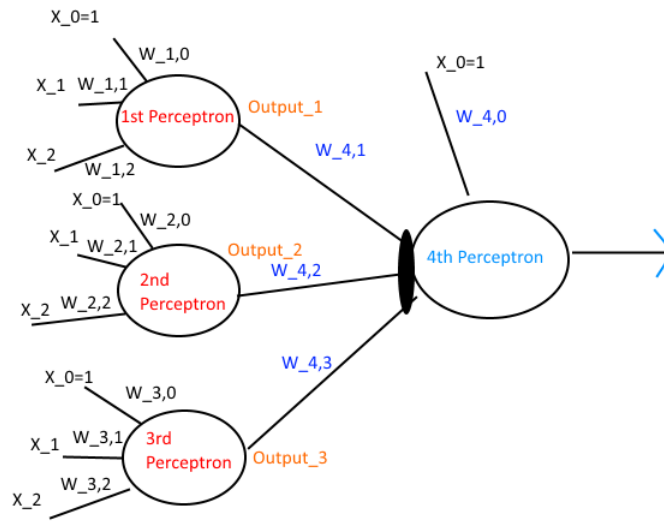 X_0=1
W_1,0
X_1
W_1,1
1st Perceptron
Output_1
X_2
W_1,2
X_0=1
W_2,0
X_1
W_2,1
2nd
Perceptron
Output_2
X_2
W_2,2
X_0=1
W_3,0
X_1
W_3,1
3rd
Perceptron
Output_3
X_2
W_3,2
W_4,1
W_4,2
W_4,3
X_0=1
W_4,0
4th Perceptron